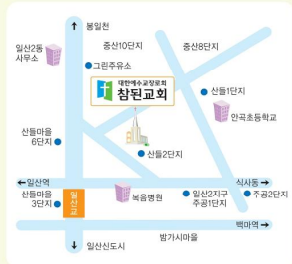 봉일천
일산2동
사무소
중산10단지
중산8단지
그린주유소
대한예수교장로회
참된교회
산들1단지
안곡초등학교
산들마을
6단지
산들2단지
←일산역
식사동→
산들마을
3단지
일산교
복음병원
일산2지구
주공1단지
주공2단지
백마역→
밤가시마을
일산신도시